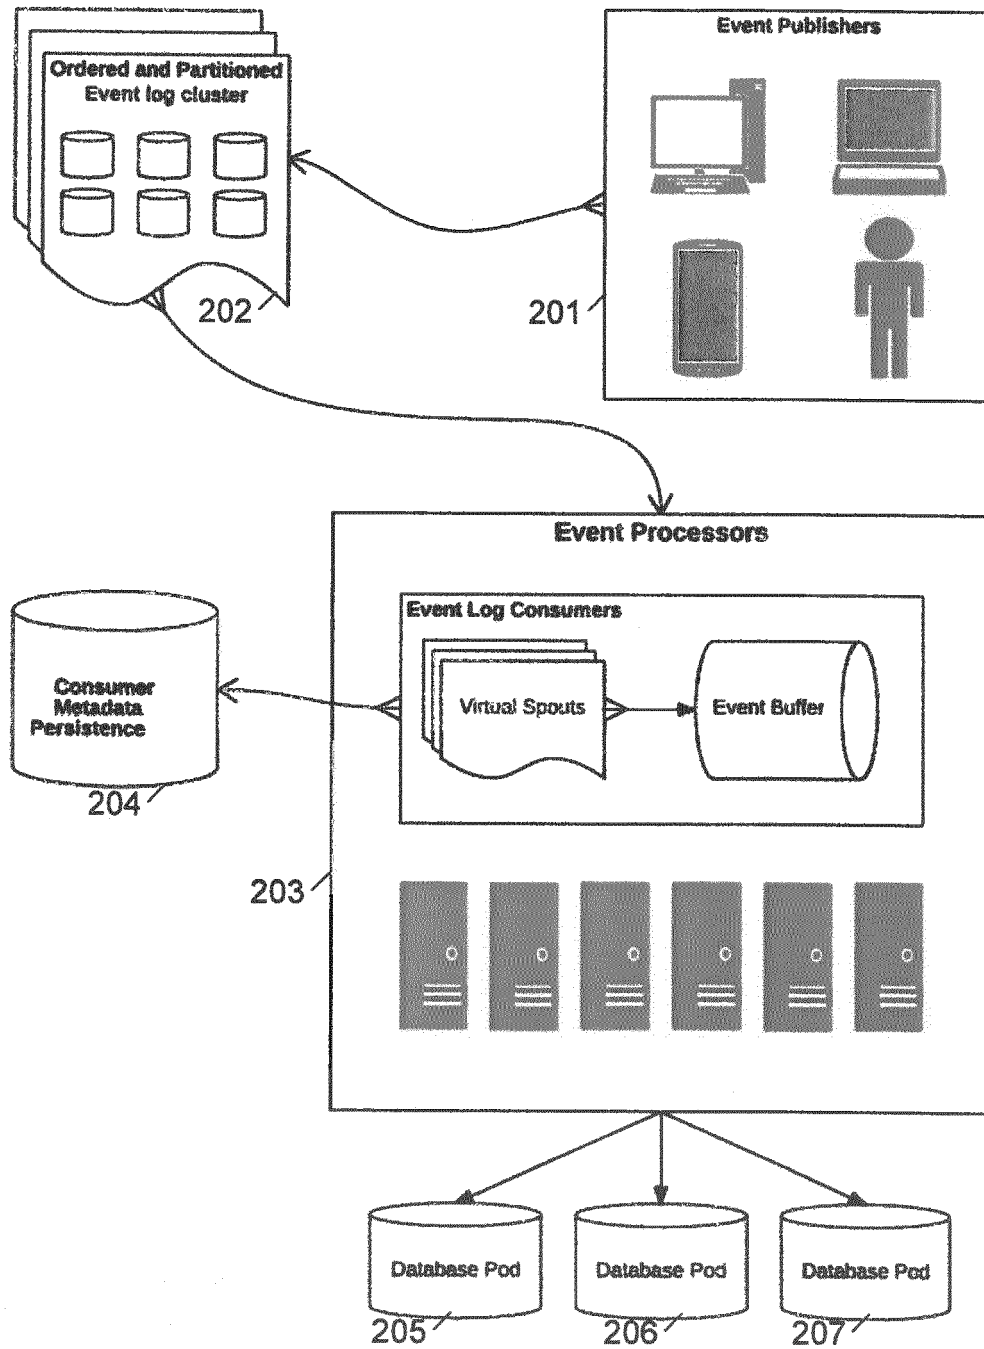 Event Publishers
Ordered and Partitioned
Event log cluster
202
201
Event Processors
Event Log Consumers
Virtual Spouts
Event Buffer
Consumer
Metadata
Persistence
204
203
Database Pod
Database Pod
Database Pod
205
206
207